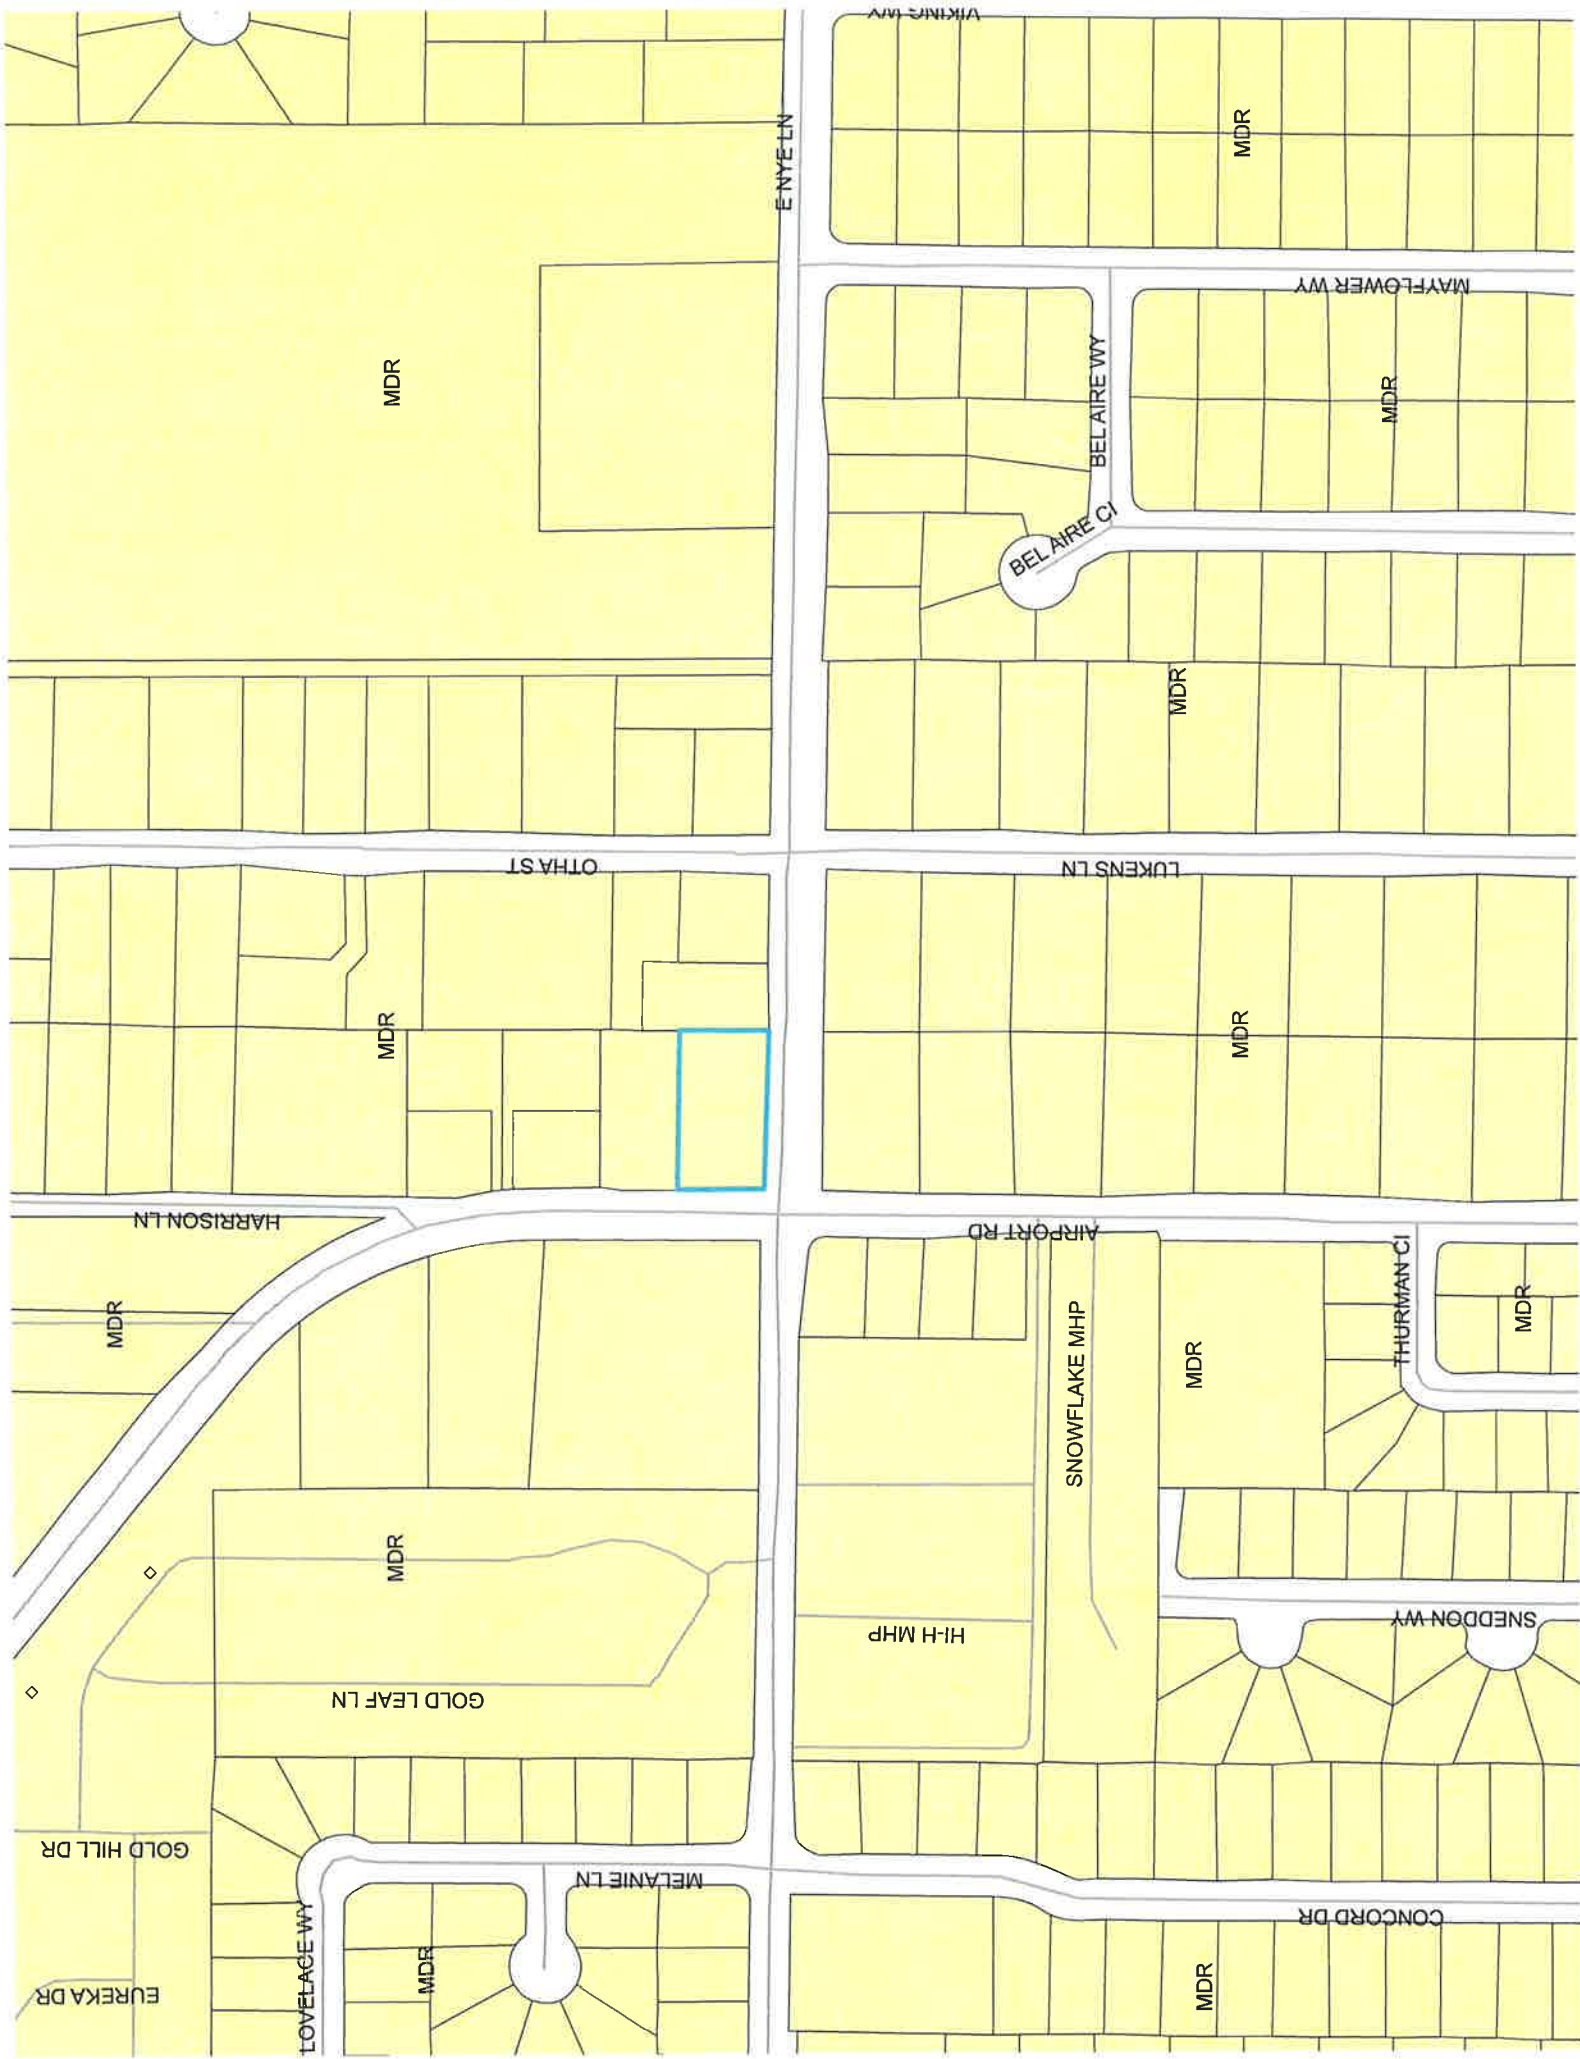 VIKING WY
E NYE LN
MDR
MDR
MAYFLOWER WY
BEL AIRE WY
MDR
BEL AIRE CI
MDR
OTHA ST
LUKENS LN
MDR
MDR
HARRISON LN
AIRPORT RD
MDR
SNOWFLAKE MHP
MDR
THURMAN CI
MDR
MDR
HI-H MHP
SNEDDON WY
GOLD LEAF LN
GOLD HILL DR
MELANIE LN
CONCORD DR
LOVELACE WY
MDR
MDR
EUREKA DR